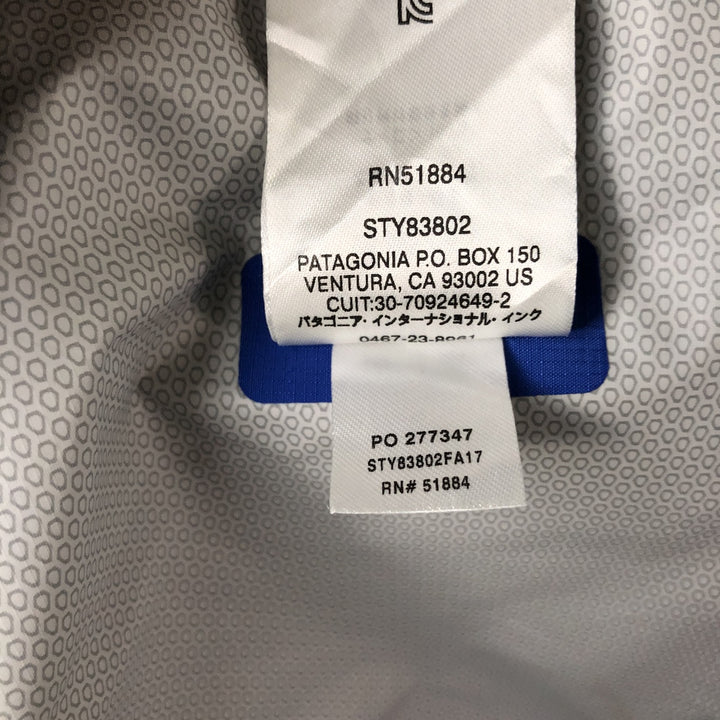 RN51884
STY83802
PATAGONIA P.O. BOX 150
VENTURA, CA 93002 US
CUIT:30-70924649-2
パタゴニア・インターナショナル・インク
PO 277347
STY83802FA17
RN# 51884